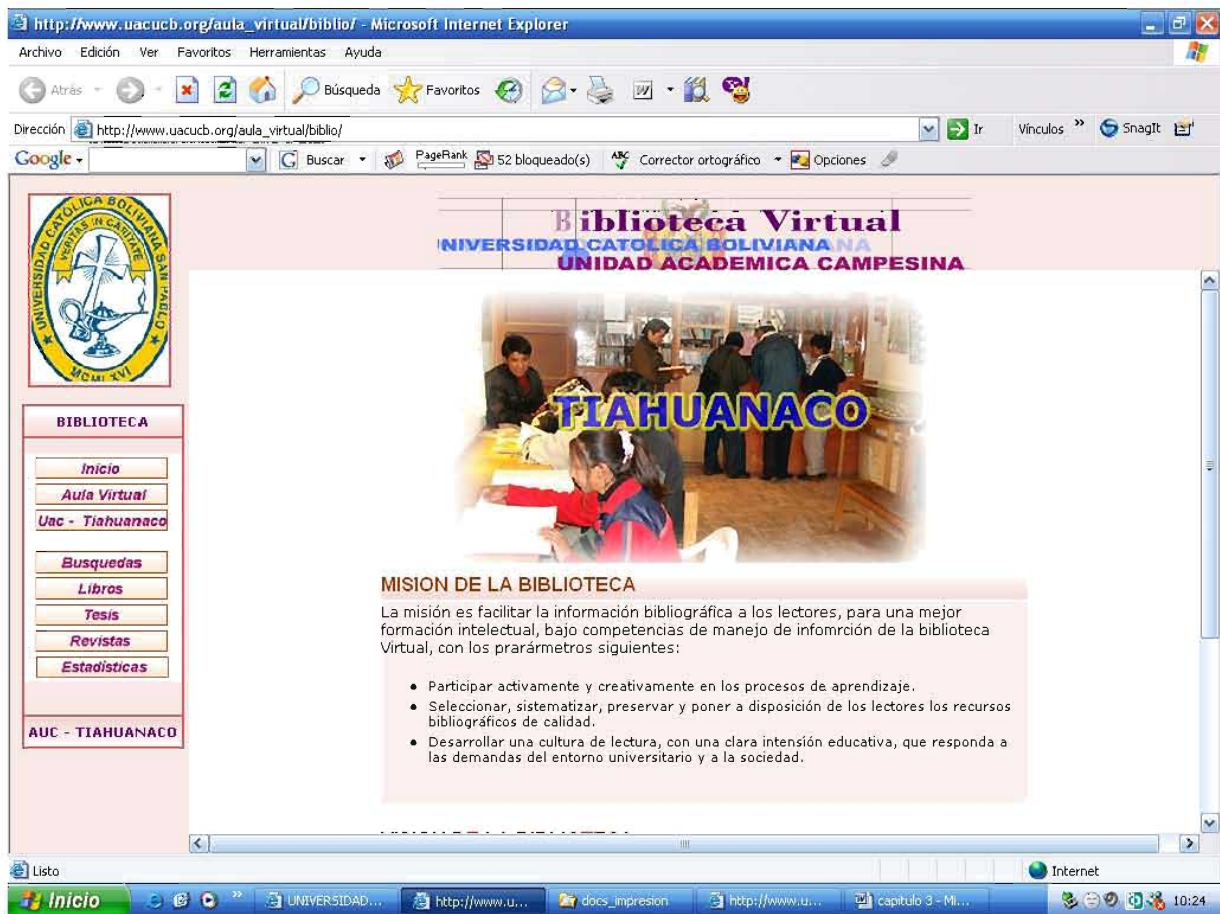 http://www.uacucb.org/aula_virtual/biblio/ - Microsoft Internet Explorer
Archivo Edición Ver Favoritos Herramientas Ayuda
Atrás Búsqueda Favoritos
Dirección http://www.uacucb.org/aula_virtual/biblio/ Ir Vínculos » SnagIt
Google Buscar PageRank 52 bloqueado(s) ABC Corrector ortográfico Opciones
UNIVERSIDAD CATOLICA BOLIVIANA SAN PABLO
VERITAS IN CARITATE
MCMLXVI
Biblioteca Virtual
UNIVERSIDAD CATOLICA BOLIVIANA
UNIDAD ACADEMICA CAMPESINA
TIAHUANACO
BIBLIOTECA
Inicio
Aula Virtual
Uac - Tiahuanaco
Busquedas
Libros
Tesis
Revistas
Estadísticas
AUC - TIAHUANACO
MISION DE LA BIBLIOTECA
La misión es facilitar la información bibliográfica a los lectores, para una mejor
formación intelectual, bajo competencias de manejo de infomrción de la biblioteca
Virtual, con los prarármetros siguientes:
• Participar activamente y creativamente en los procesos de aprendizaje.
• Seleccionar, sistematizar, preservar y poner a disposición de los lectores los recursos
bibliográficos de calidad.
• Desarrollar una cultura de lectura, con una clara intensión educativa, que responda a
las demandas del entorno universitario y a la sociedad.
Listo Internet
Inicio » UNIVERSIDAD... http://www.u... docs_impresion http://www.u... capitulo 3 - Mi... 10:24